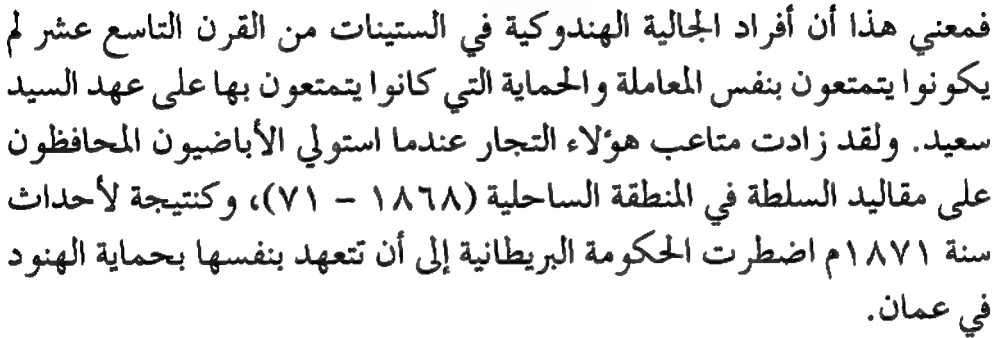 فمعني هذا أن أفراد الجالية الهندوكية في الستينات من القرن التاسع عشر لم
يكونوا يتمتعون بنفس المعاملة والحماية التي كانوا يتمتعون بها على عهد السيد
سعيد. ولقد زادت متاعب هؤلاء التجار عندما استولي الأباضيون المحافظون
على مقاليد السلطة في المنطقة الساحلية (١٨٦٨ - ٧١)، وكنتيجة لأحداث
سنة ١٨٧١م اضطرت الحكومة البريطانية إلى أن تتعهد بنفسها بحماية الهنود
في عمان.